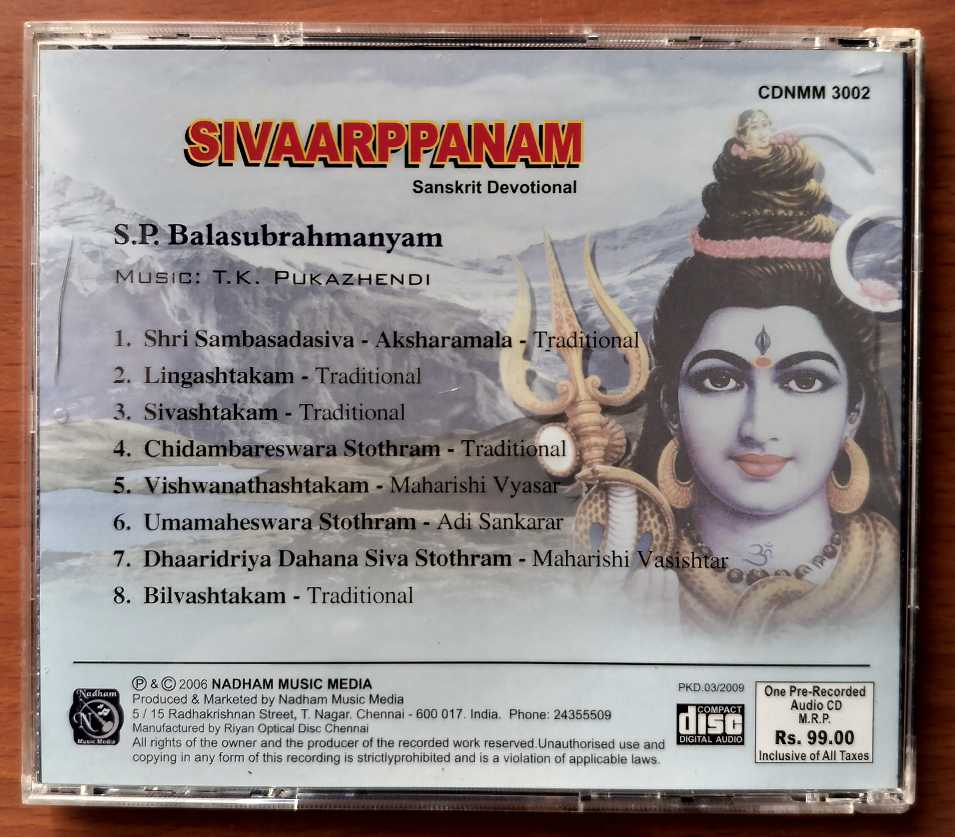 CDNMM 3002
SIVAARPPANAM
Sanskrit Devotional
S.P. Balasubrahmanyam
MUSIC: T.K. PUKAZHENDI
1. Shri Sambasadasiva - Aksharamala - Traditional
2. Lingashtakam - Traditional
3. Sivashtakam - Traditional
4. Chidambareswara Stothram - Traditional
5. Vishwanathashtakam - Maharishi Vyasar
6. Umamaheswara Stothram - Adi Sankarar
7. Dhaaridriya Dahana Siva Stothram - Maharishi Vasishtar
8. Bilvashtakam - Traditional
ॐ
Nadham
N
Music Media
℗ & © 2006 NADHAM MUSIC MEDIA
Produced & Marketed by Nadham Music Media
5 / 15 Radhakrishnan Street, T. Nagar. Chennai - 600 017. India. Phone: 24355509
Manufactured by Riyan Optical Disc Chennai
All rights of the owner and the producer of the recorded work reserved.Unauthorised use and
copying in any form of this recording is strictlyprohibited and is a violation of applicable laws.
PKD.03/2009
COMPACT
disc
DIGITAL AUDIO
One Pre-Recorded
Audio CD
M.R.P.
Rs. 99.00
Inclusive of All Taxes